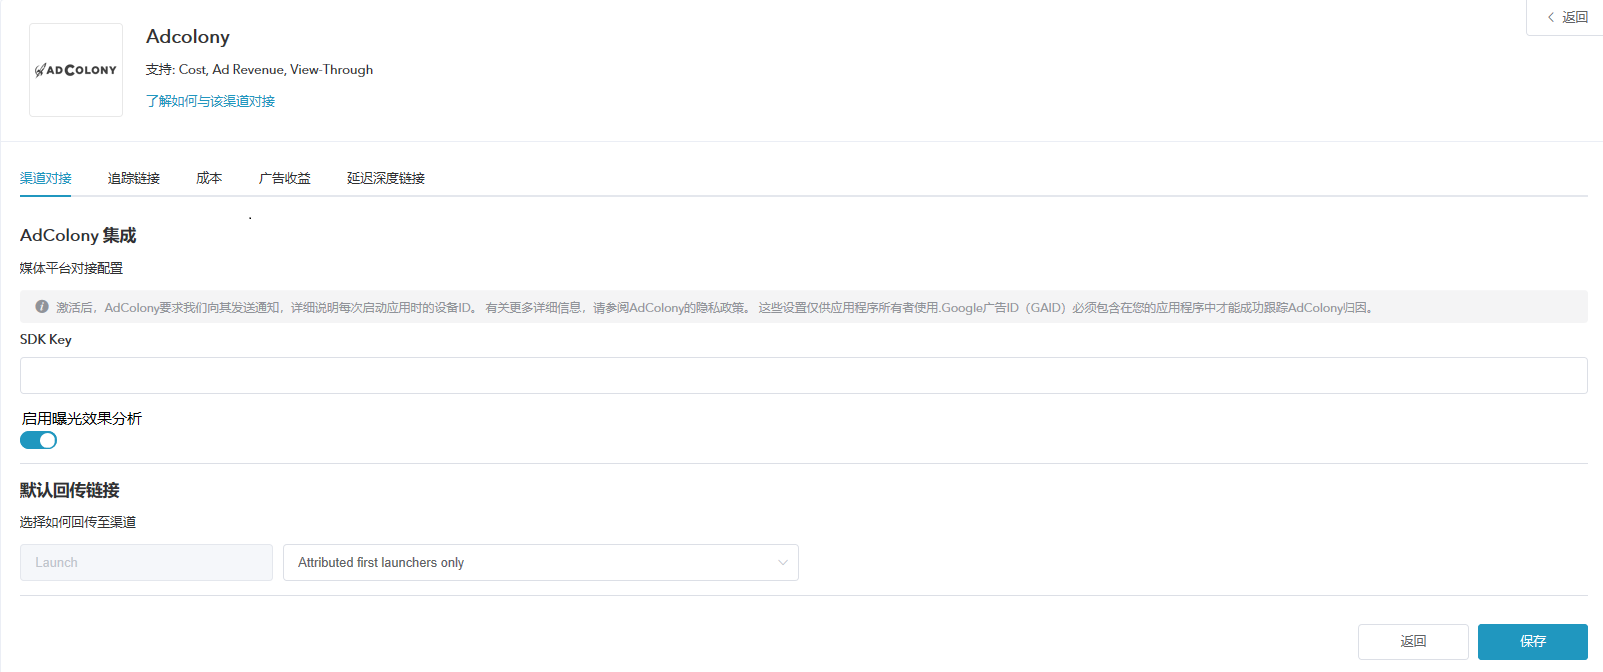 返回
ADCOLONY
Adcolony
支持: Cost, Ad Revenue, View-Through
了解如何与该渠道对接
渠道对接 追踪链接 成本 广告收益 延迟深度链接
AdColony 集成
媒体平台对接配置
激活后，AdColony要求我们向其发送通知，详细说明每次启动应用时的设备ID。 有关更多详细信息，请参阅AdColony的隐私政策。 这些设置仅供应用程序所有者使用.Google广告ID（GAID）必须包含在您的应用程序中才能成功跟踪AdColony归因。
SDK Key
启用曝光效果分析
默认回传链接
选择如何回传至渠道
Launch Attributed first launchers only
返回 保存